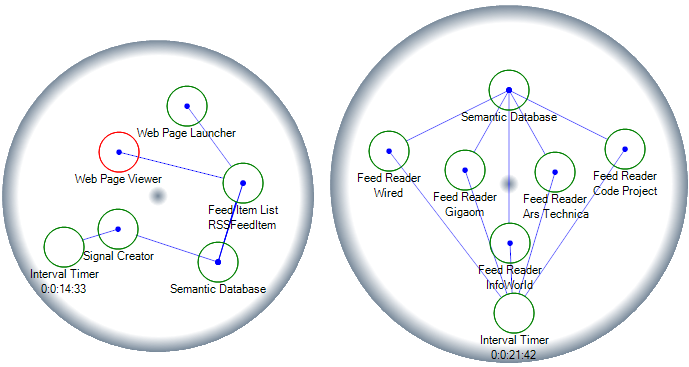 Web Page Launcher
Web Page Viewer
Feed Item List
RSSFeedItem
Signal Creator
Interval Timer
0:0:14:33
Semantic Database
Semantic Database
Feed Reader
Wired
Feed Reader
Gigaom
Feed Reader
Ars Technica
Feed Reader
Code Project
Feed Reader
InfoWorld
Interval Timer
0:0:21:42